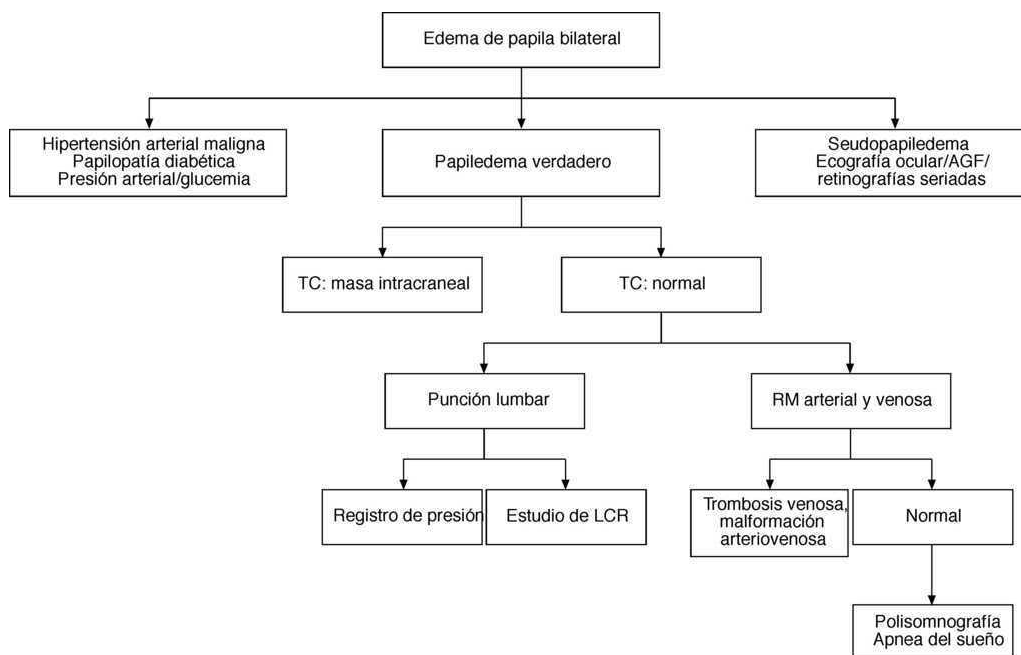 Edema de papila bilateral
Hipertensión arterial maligna
Papilopatía diabética
Presión arterial/glucemia
Papiledema verdadero
Seudopapiledema
Ecografía ocular/AGF/
retinografías seriadas
TC: masa intracraneal
TC: normal
Punción lumbar
RM arterial y venosa
Registro de presión
Estudio de LCR
Trombosis venosa,
malformación
arteriovenosa
Normal
Polisomnografía
Apnea del sueño